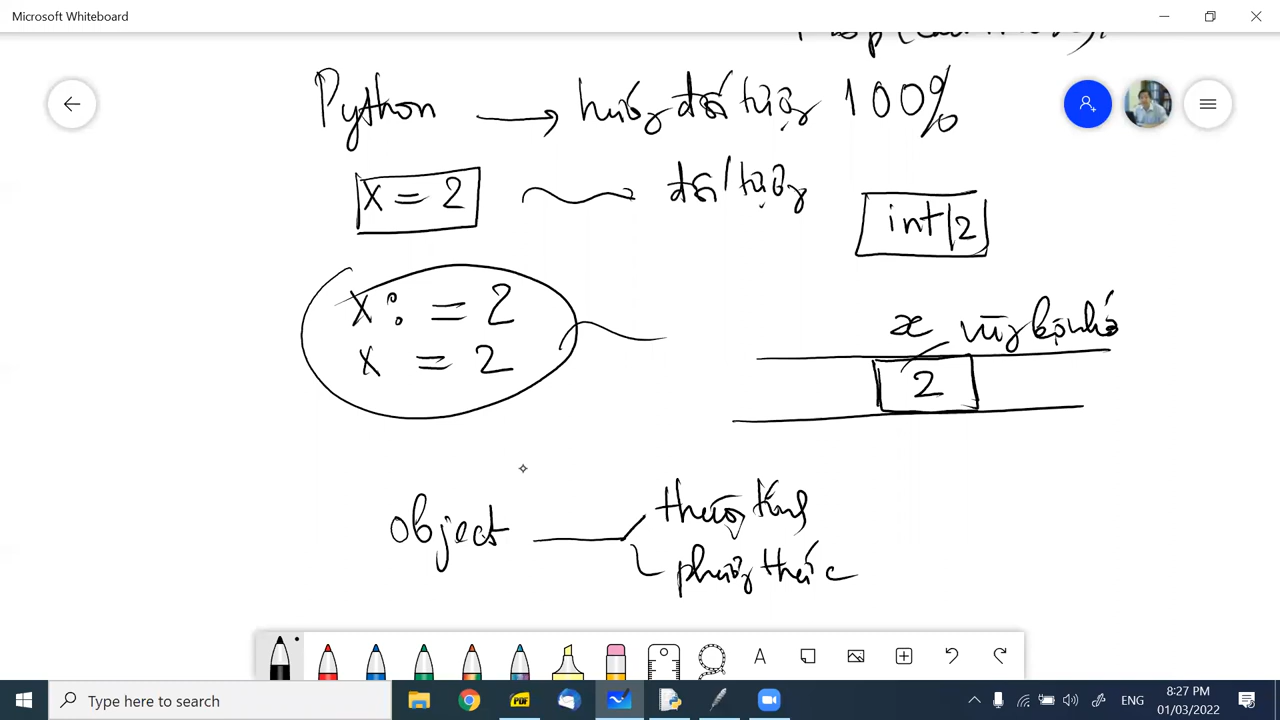 Microsoft Whiteboard
Python → hướng đối tượng 100%
x = 2 đối tượng
int 2
x := 2
x = 2
x vùng bộ nhớ
2
object thuộc tính
phương thức
Type here to search
PDF
ENG
8:27 PM
01/03/2022